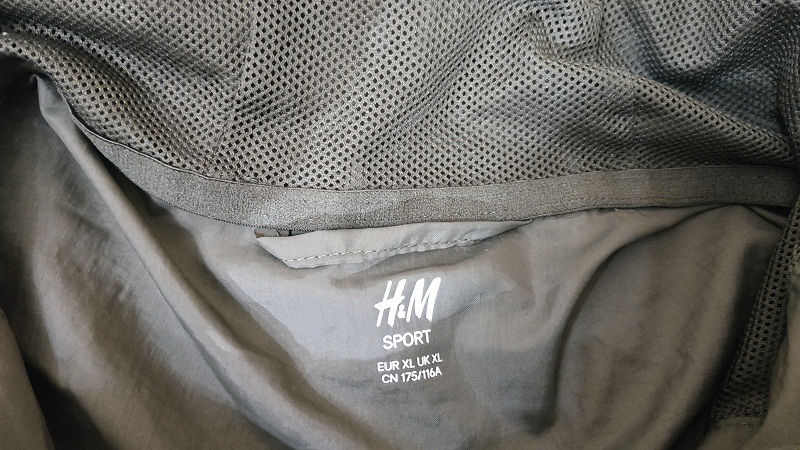 H&M
SPORT
EUR XL UK XL
CN 175/116A